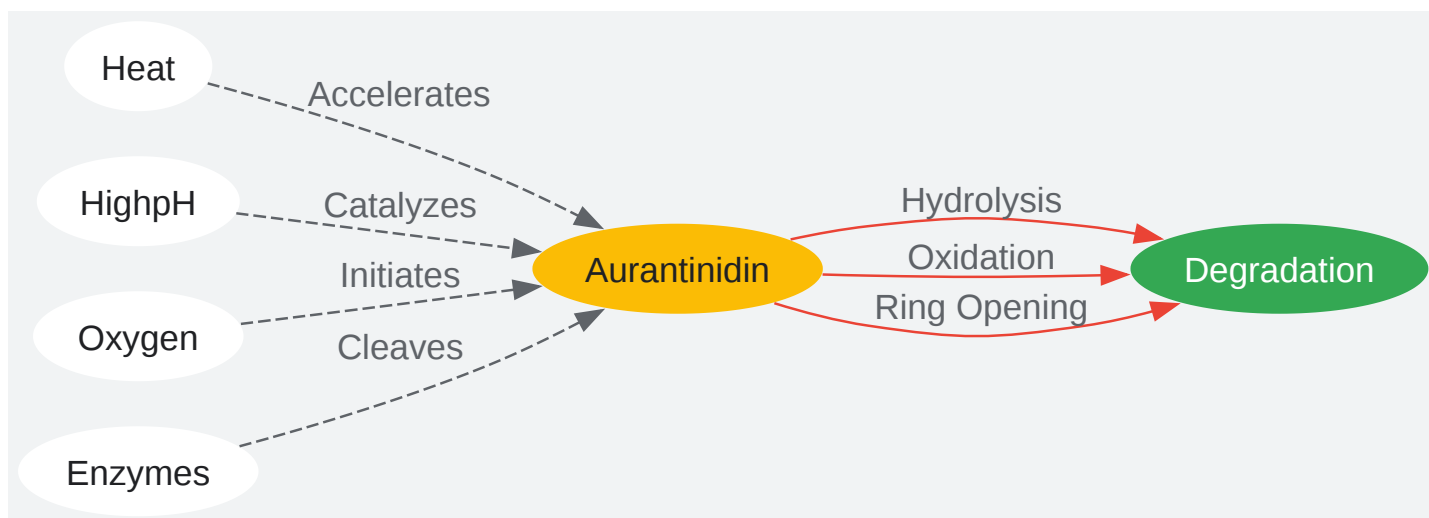 Heat
Accelerates
HighpH
Catalyzes
Hydrolysis
Initiates
Aurantinidin
Oxidation
Degradation
Ring Opening
Oxygen
Cleaves
Enzymes